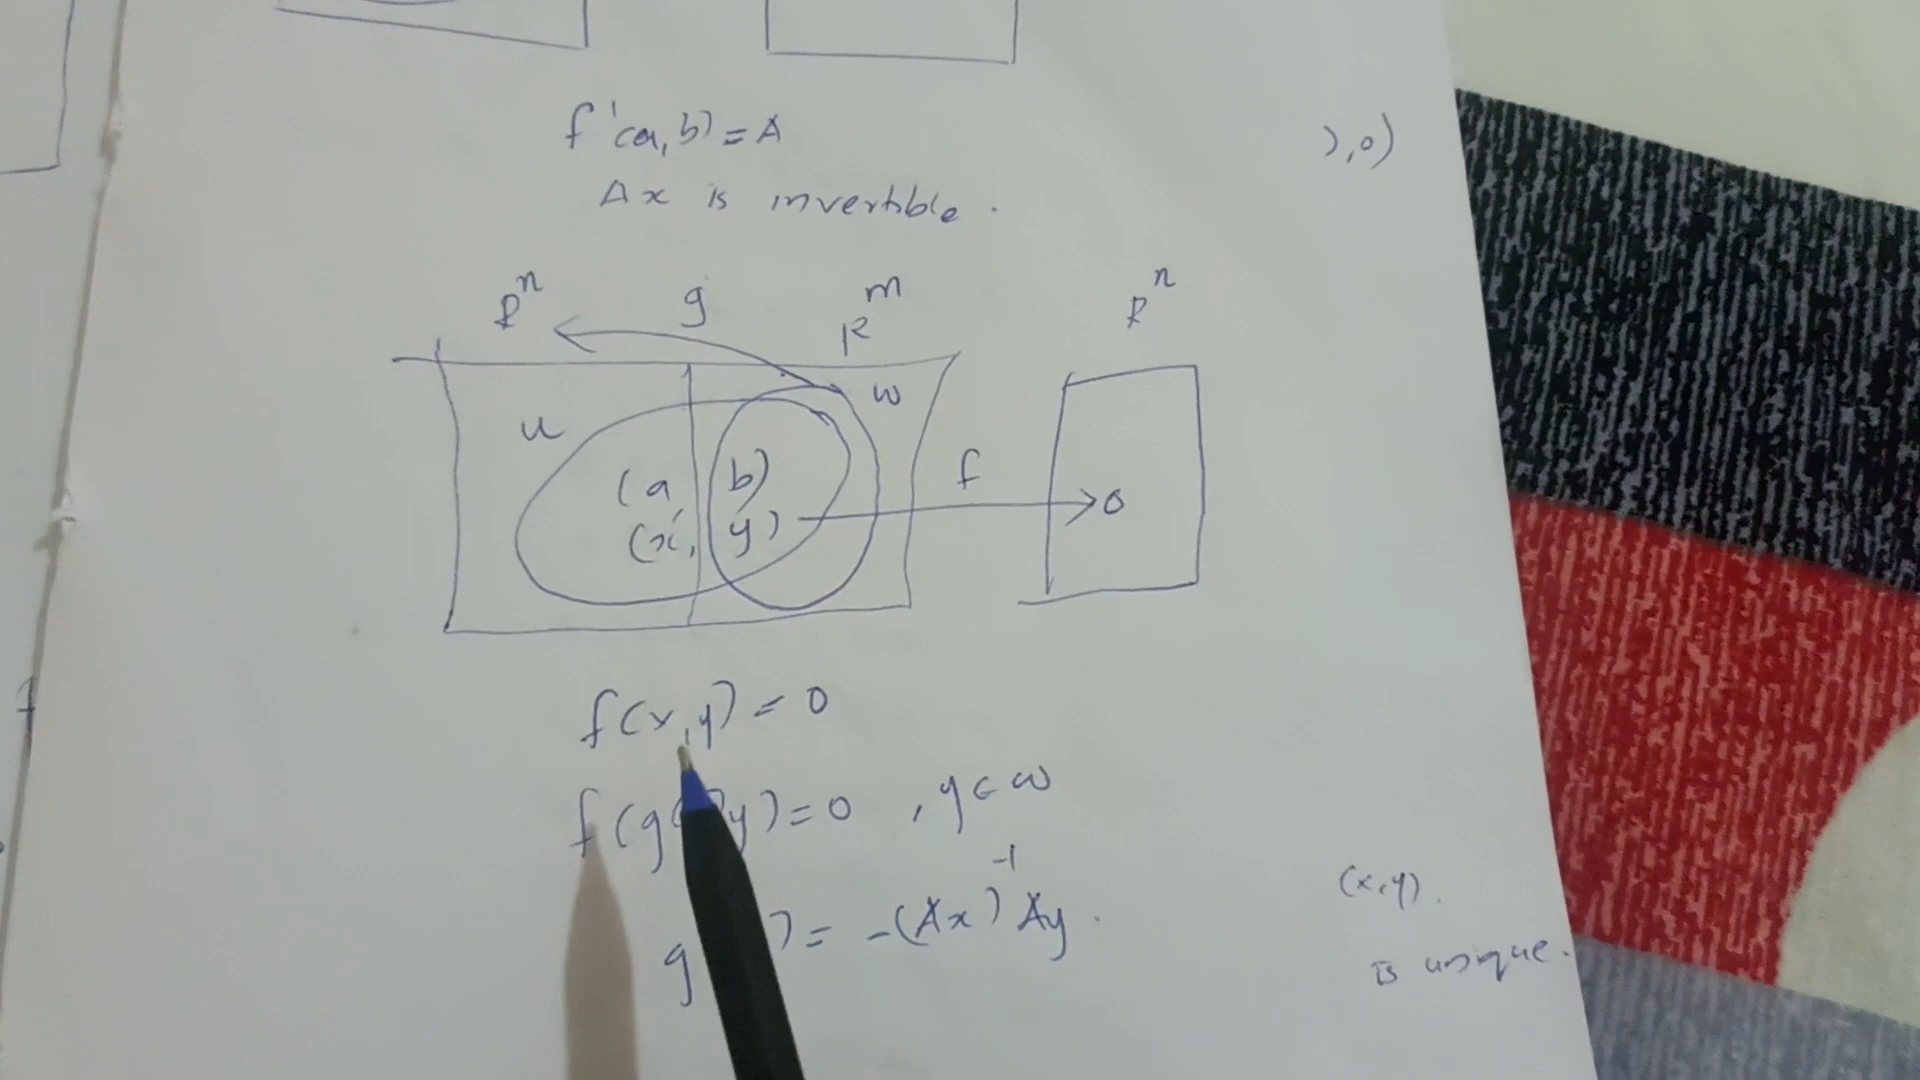 f'(a, b) = A
), 0)
Ax is invertible.
R^n g R^m R^n
U W
(a, b) f
(x, y) 0
f(x, y) = 0
f(g( y) = 0 , y ∈ W
(x, y).
g ) = -(Ax)^-1 Ay.
is unique.